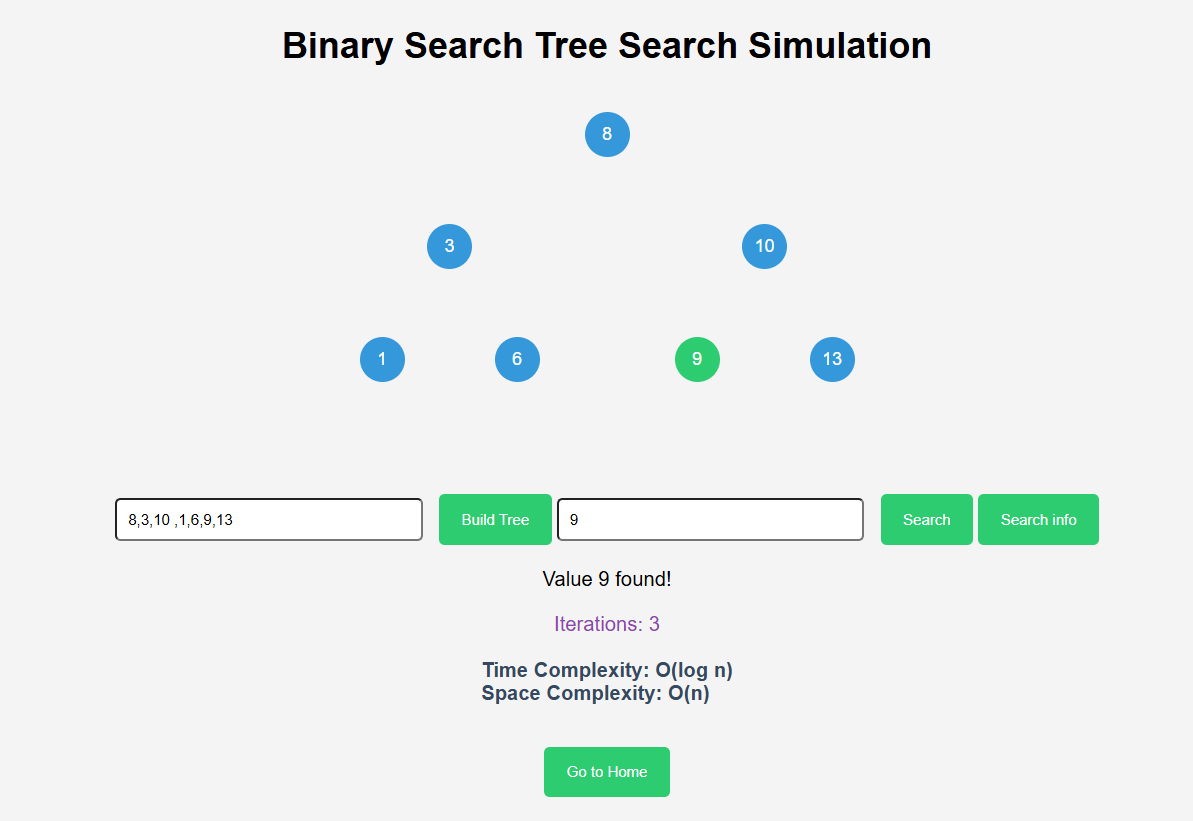 Binary Search Tree Search Simulation
8
3 10
1 6 9 13
8,3,10 ,1,6,9,13 Build Tree 9 Search Search info
Value 9 found!
Iterations: 3
Time Complexity: O(log n)
Space Complexity: O(n)
Go to Home